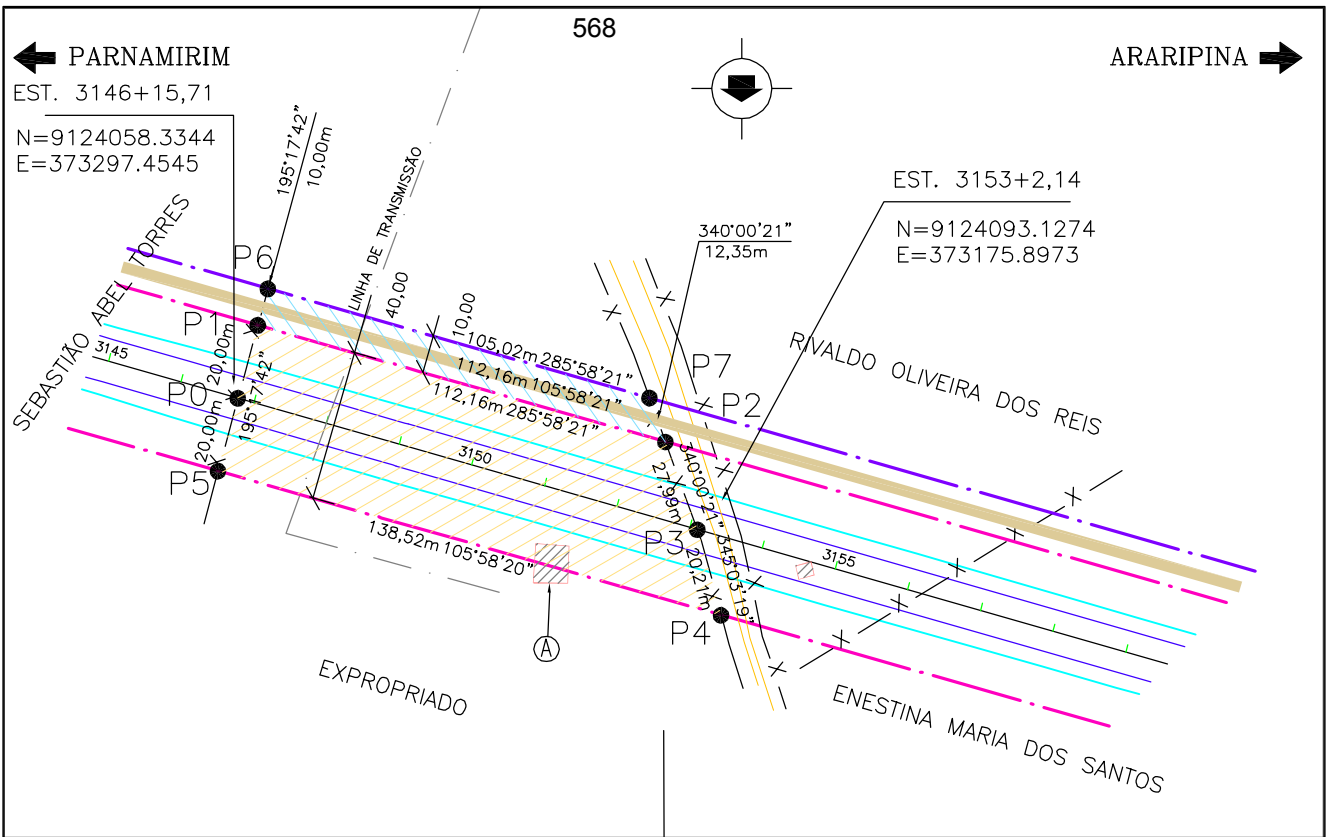 568
PARNAMIRIM
ARARIPINA
EST. 3146+15,71
N=9124058.3344
E=373297.4545
195°17'42"
10,00m
LINHA DE TRANSMISSÃO
EST. 3153+2,14
N=9124093.1274
E=373175.8973
340°00'21"
12,35m
SEBASTIÃO ABEL TORRES
P6
40,00
10,00
P1
105,02m 285°58'21"
P7
RIVALDO OLIVEIRA DOS REIS
3145
20,00m
112,16m 105°58'21"
P2
P0
195°17'42"
112,16m 285°58'21"
20,00m
3150
340°00'21"
27,99m
P5
138,52m 105°58'20"
P3
345°03'19"
20,21m
3155
P4
A
EXPROPRIADO
ENESTINA MARIA DOS SANTOS